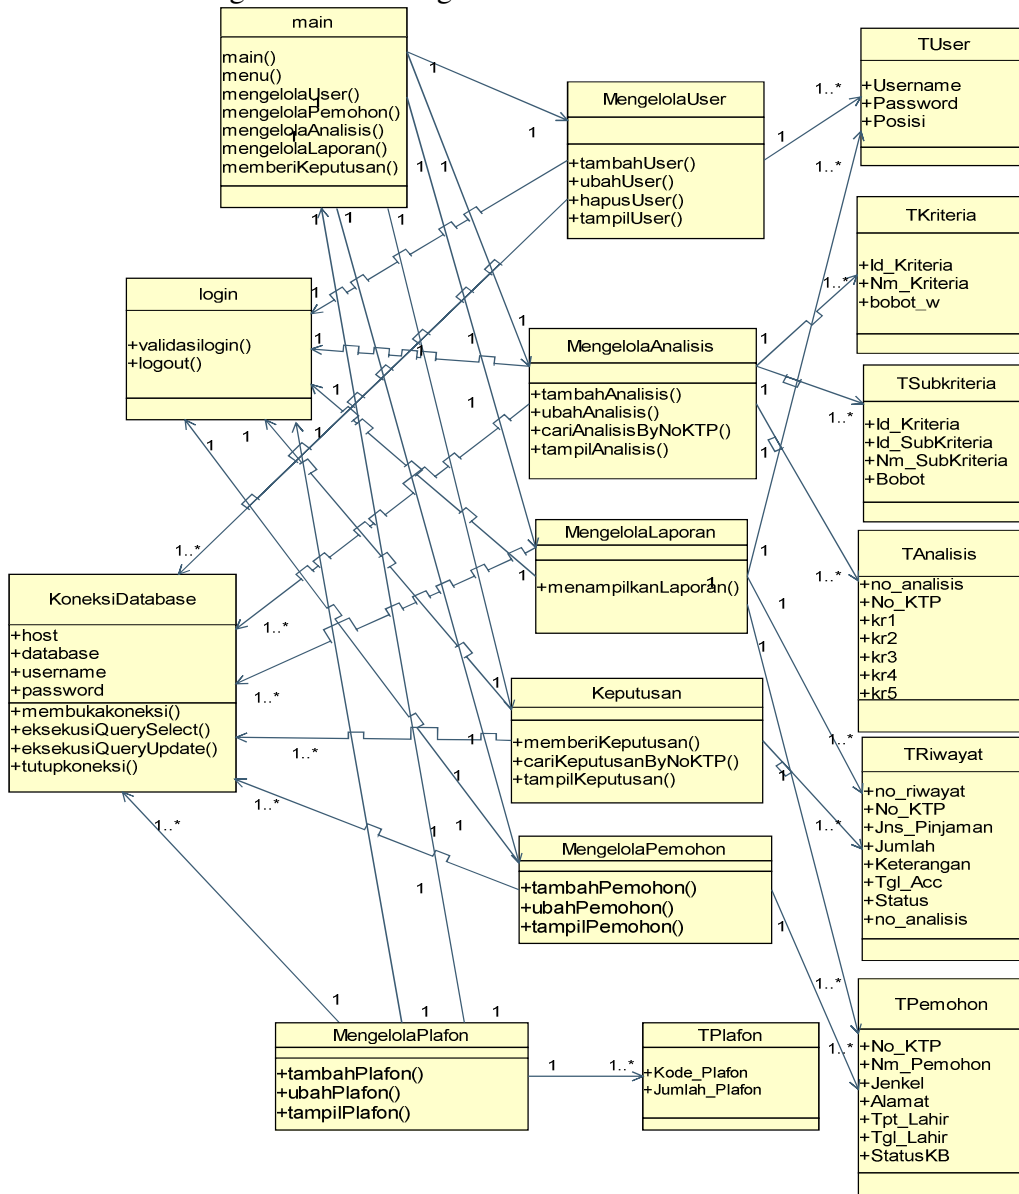 main
main()
menu()
mengelolaUser()
mengelolaPemohon()
mengelolaAnalisis()
mengelolaLaporan()
memberiKeputusan()
MengelolaUser
+tambahUser()
+ubahUser()
+hapusUser()
+tampilUser()
TUser
+Username
+Password
+Posisi
TKriteria
+Id_Kriteria
+Nm_Kriteria
+bobot_w
login
+validasilogin()
+logout()
MengelolaAnalisis
+tambahAnalisis()
+ubahAnalisis()
+cariAnalisisByNoKTP()
+tampilAnalisis()
TSubkriteria
+Id_Kriteria
+Id_SubKriteria
+Nm_SubKriteria
+Bobot
MengelolaLaporan
+menampilkanLaporan()
TAnalisis
+no_analisis
+No_KTP
+kr1
+kr2
+kr3
+kr4
+kr5
KoneksiDatabase
+host
+database
+username
+password
+membukakoneksi()
+eksekusiQuerySelect()
+eksekusiQueryUpdate()
+tutupkoneksi()
Keputusan
+memberiKeputusan()
+cariKeputusanByNoKTP()
+tampilKeputusan()
TRiwayat
+no_riwayat
+No_KTP
+Jns_Pinjaman
+Jumlah
+Keterangan
+Tgl_Acc
+Status
+no_analisis
MengelolaPemohon
+tambahPemohon()
+ubahPemohon()
+tampilPemohon()
MengelolaPlafon
+tambahPlafon()
+ubahPlafon()
+tampilPlafon()
1
1..*
TPlafon
+Kode_Plafon
+Jumlah_Plafon
TPemohon
+No_KTP
+Nm_Pemohon
+Jenkel
+Alamat
+Tpt_Lahir
+Tgl_Lahir
+StatusKB